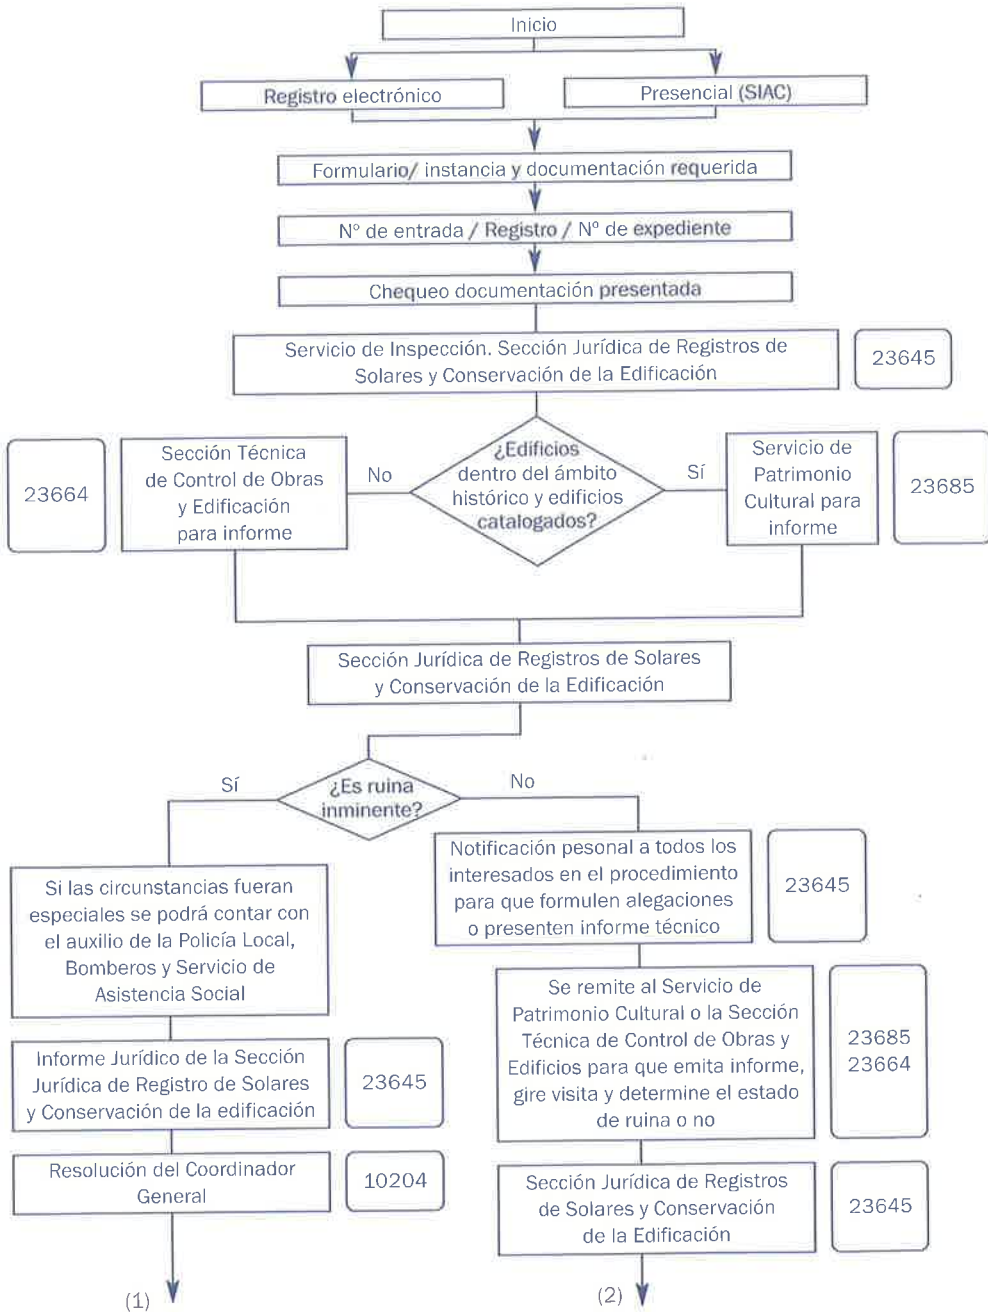 Inicio
Registro electrónico
Presencial (SIAC)
Formulario/ instancia y documentación requerida
Nº de entrada / Registro / Nº de expediente
Chequeo documentación presentada
Servicio de Inspección. Sección Jurídica de Registros de
Solares y Conservación de la Edificación
23645
23664
Sección Técnica
de Control de Obras
y Edificación
para informe
No
¿Edificios
dentro del ámbito
histórico y edificios
catalogados?
Sí
Servicio de
Patrimonio
Cultural para
informe
23685
Sección Jurídica de Registros de Solares
y Conservación de la Edificación
Sí
¿Es ruina
inminente?
No
Si las circunstancias fueran
especiales se podrá contar con
el auxilio de la Policía Local,
Bomberos y Servicio de
Asistencia Social
Notificación pesonal a todos los
interesados en el procedimiento
para que formulen alegaciones
o presenten informe técnico
23645
Se remite al Servicio de
Patrimonio Cultural o la Sección
Técnica de Control de Obras y
Edificios para que emita informe,
gire visita y determine el estado
de ruina o no
23685
23664
Informe Jurídico de la Sección
Jurídica de Registro de Solares
y Conservación de la edificación
23645
Resolución del Coordinador
General
10204
Sección Jurídica de Registros
de Solares y Conservación
de la Edificación
23645
(1)
(2)